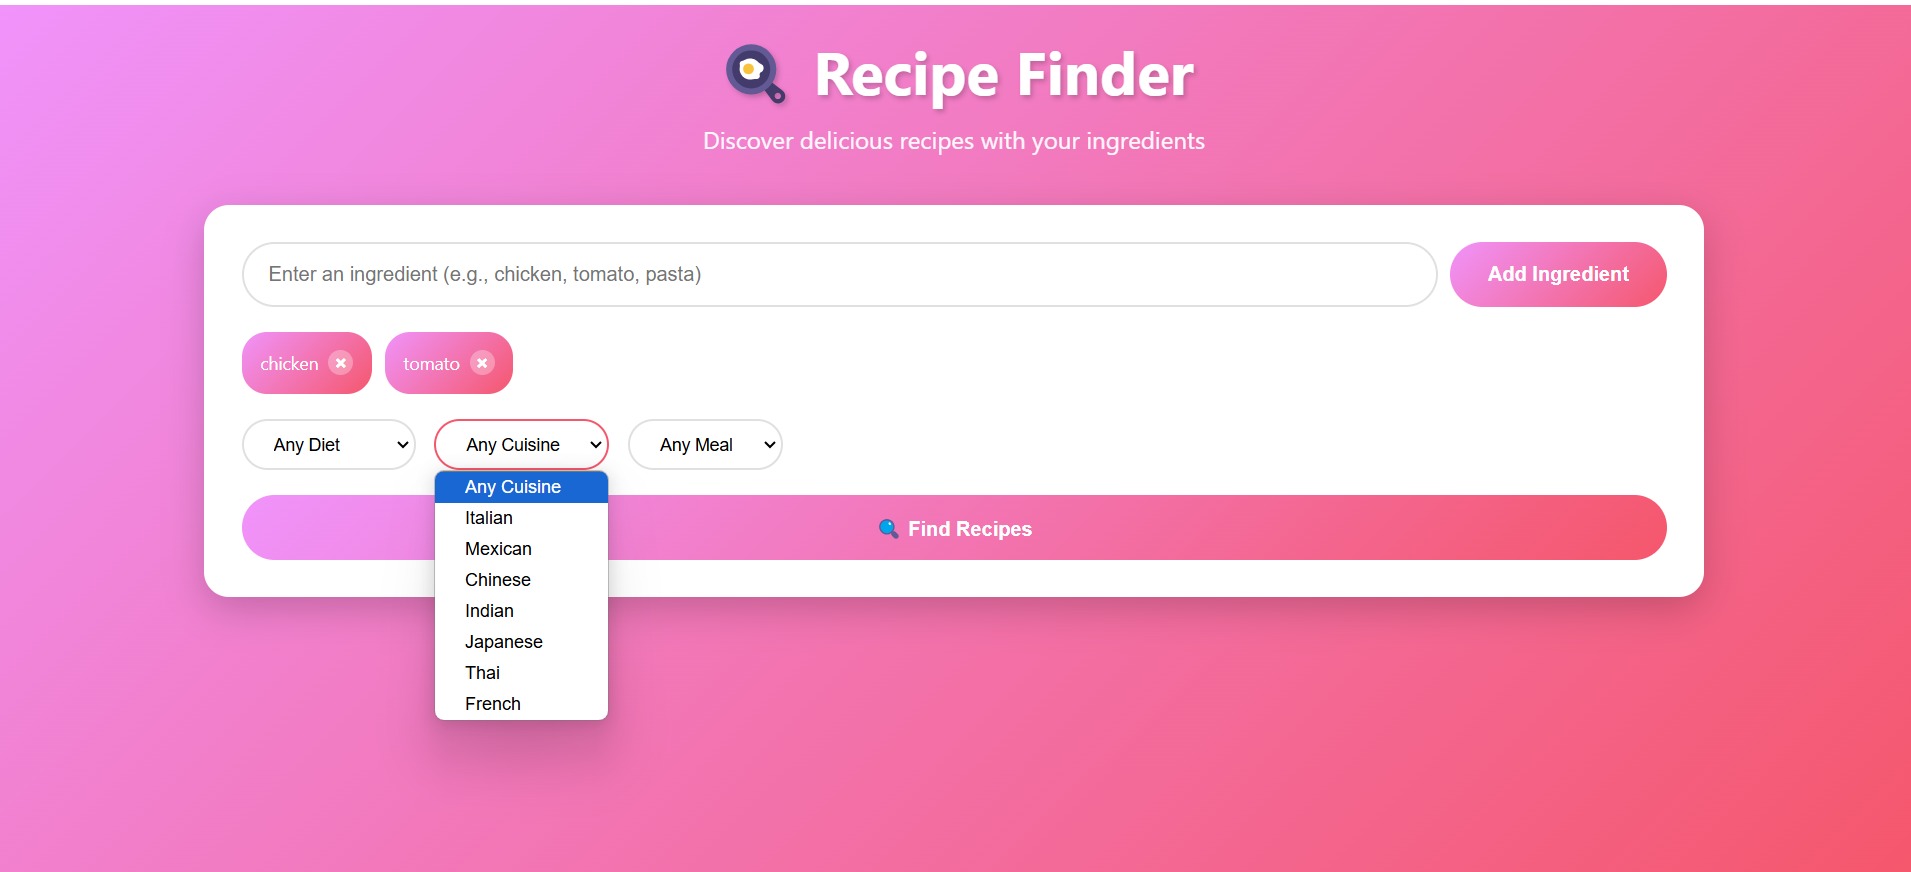 Recipe Finder
Discover delicious recipes with your ingredients
Enter an ingredient (e.g., chicken, tomato, pasta)
Add Ingredient
chicken
tomato
Any Diet
Any Cuisine
Any Meal
Any Cuisine
Italian
Mexican
Chinese
Indian
Japanese
Thai
French
Find Recipes